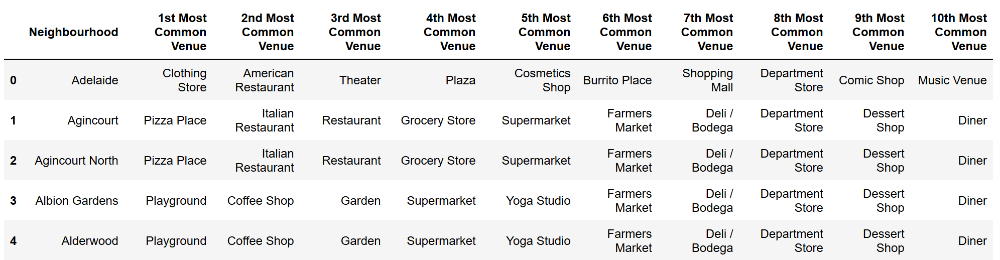 Neighbourhood 1st Most Common Venue 2nd Most Common Venue 3rd Most Common Venue 4th Most Common Venue 5th Most Common Venue 6th Most Common Venue 7th Most Common Venue 8th Most Common Venue 9th Most Common Venue 10th Most Common Venue
0 Adelaide Clothing Store American Restaurant Theater Plaza Cosmetics Shop Burrito Place Shopping Mall Department Store Comic Shop Music Venue
1 Agincourt Pizza Place Italian Restaurant Restaurant Grocery Store Supermarket Farmers Market Deli / Bodega Department Store Dessert Shop Diner
2 Agincourt North Pizza Place Italian Restaurant Restaurant Grocery Store Supermarket Farmers Market Deli / Bodega Department Store Dessert Shop Diner
3 Albion Gardens Playground Coffee Shop Garden Supermarket Yoga Studio Farmers Market Deli / Bodega Department Store Dessert Shop Diner
4 Alderwood Playground Coffee Shop Garden Supermarket Yoga Studio Farmers Market Deli / Bodega Department Store Dessert Shop Diner